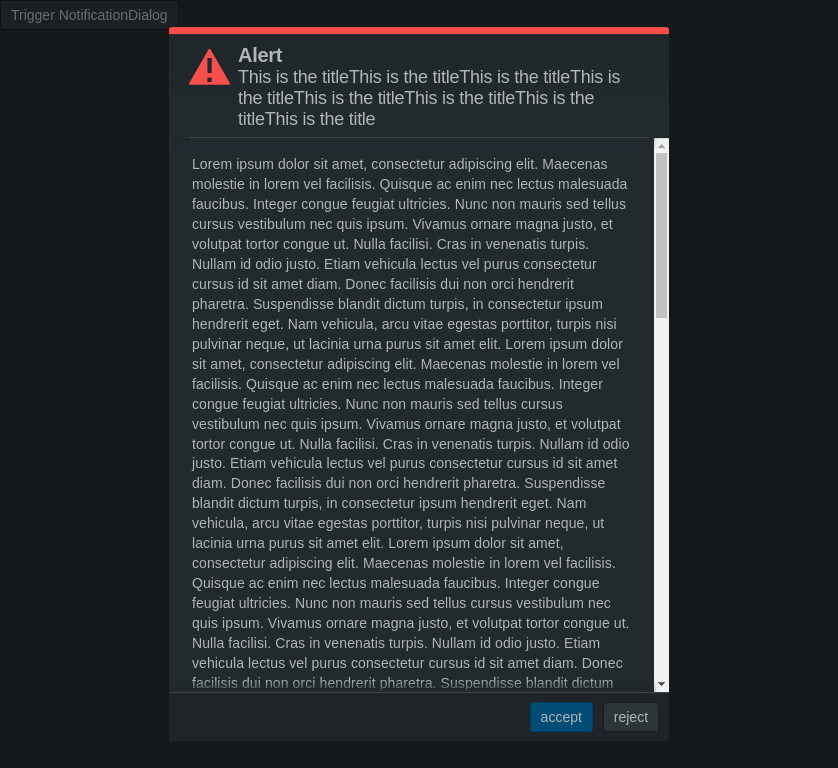 Trigger NotificationDialog
Alert
This is the titleThis is the titleThis is the titleThis is
the titleThis is the titleThis is the titleThis is the
titleThis is the title
Lorem ipsum dolor sit amet, consectetur adipiscing elit. Maecenas
molestie in lorem vel facilisis. Quisque ac enim nec lectus malesuada
faucibus. Integer congue feugiat ultricies. Nunc non mauris sed tellus
cursus vestibulum nec quis ipsum. Vivamus ornare magna justo, et
volutpat tortor congue ut. Nulla facilisi. Cras in venenatis turpis.
Nullam id odio justo. Etiam vehicula lectus vel purus consectetur
cursus id sit amet diam. Donec facilisis dui non orci hendrerit
pharetra. Suspendisse blandit dictum turpis, in consectetur ipsum
hendrerit eget. Nam vehicula, arcu vitae egestas porttitor, turpis nisi
pulvinar neque, ut lacinia urna purus sit amet elit. Lorem ipsum dolor
sit amet, consectetur adipiscing elit. Maecenas molestie in lorem vel
facilisis. Quisque ac enim nec lectus malesuada faucibus. Integer
congue feugiat ultricies. Nunc non mauris sed tellus cursus
vestibulum nec quis ipsum. Vivamus ornare magna justo, et volutpat
tortor congue ut. Nulla facilisi. Cras in venenatis turpis. Nullam id odio
justo. Etiam vehicula lectus vel purus consectetur cursus id sit amet
diam. Donec facilisis dui non orci hendrerit pharetra. Suspendisse
blandit dictum turpis, in consectetur ipsum hendrerit eget. Nam
vehicula, arcu vitae egestas porttitor, turpis nisi pulvinar neque, ut
lacinia urna purus sit amet elit. Lorem ipsum dolor sit amet,
consectetur adipiscing elit. Maecenas molestie in lorem vel facilisis.
Quisque ac enim nec lectus malesuada faucibus. Integer congue
feugiat ultricies. Nunc non mauris sed tellus cursus vestibulum nec
quis ipsum. Vivamus ornare magna justo, et volutpat tortor congue ut.
Nulla facilisi. Cras in venenatis turpis. Nullam id odio justo. Etiam
vehicula lectus vel purus consectetur cursus id sit amet diam. Donec
facilisis dui non orci hendrerit pharetra. Suspendisse blandit dictum
accept reject